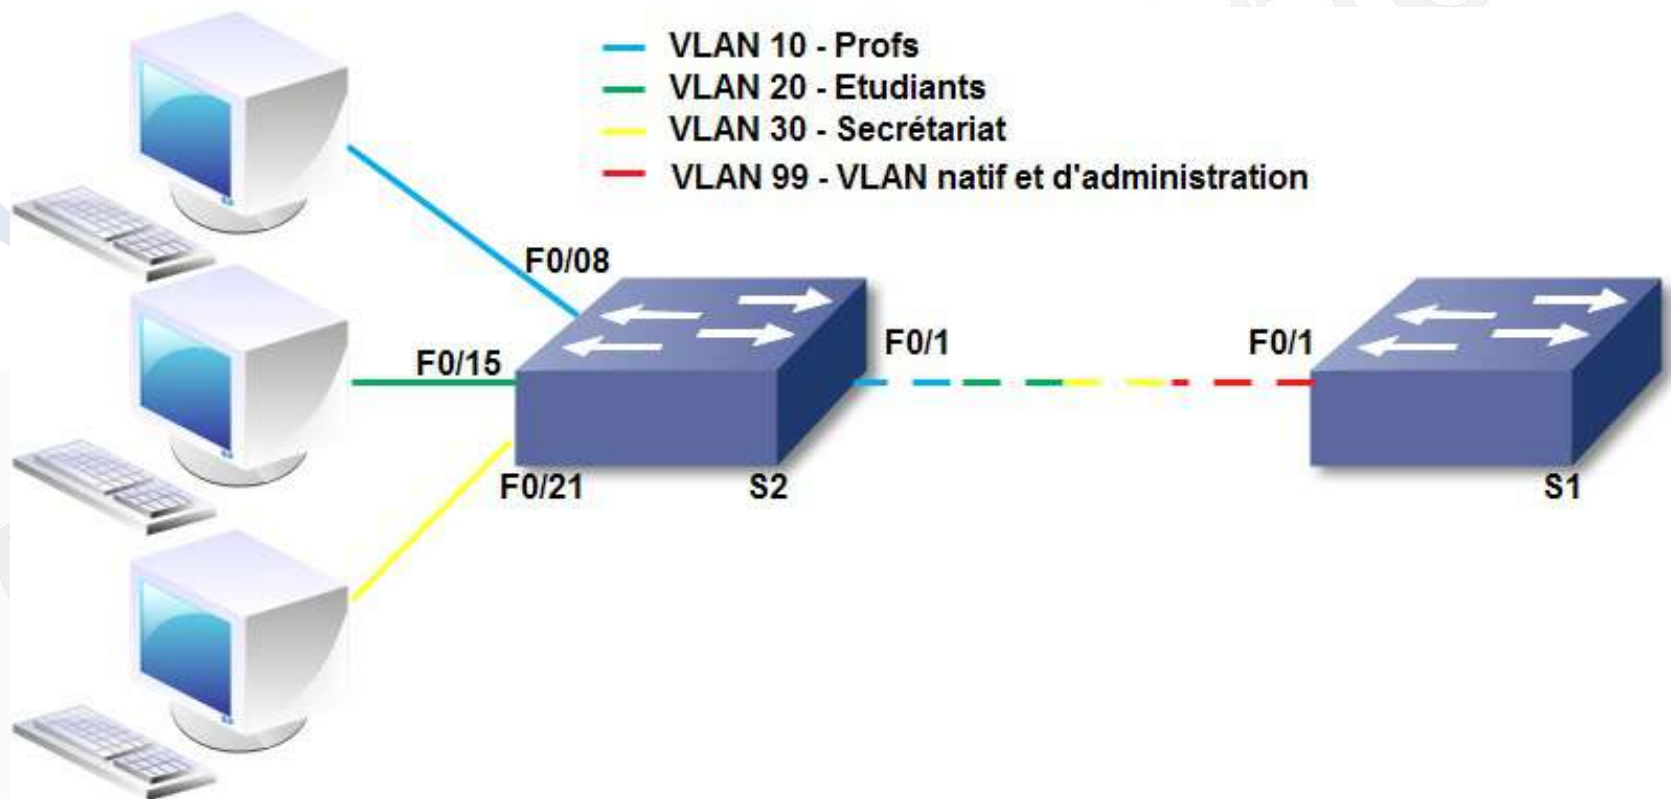 VLAN 10 - Profs
VLAN 20 - Etudiants
VLAN 30 - Secrétariat
VLAN 99 - VLAN natif et d'administration
F0/08
F0/15
F0/1
F0/1
F0/21
S2
S1